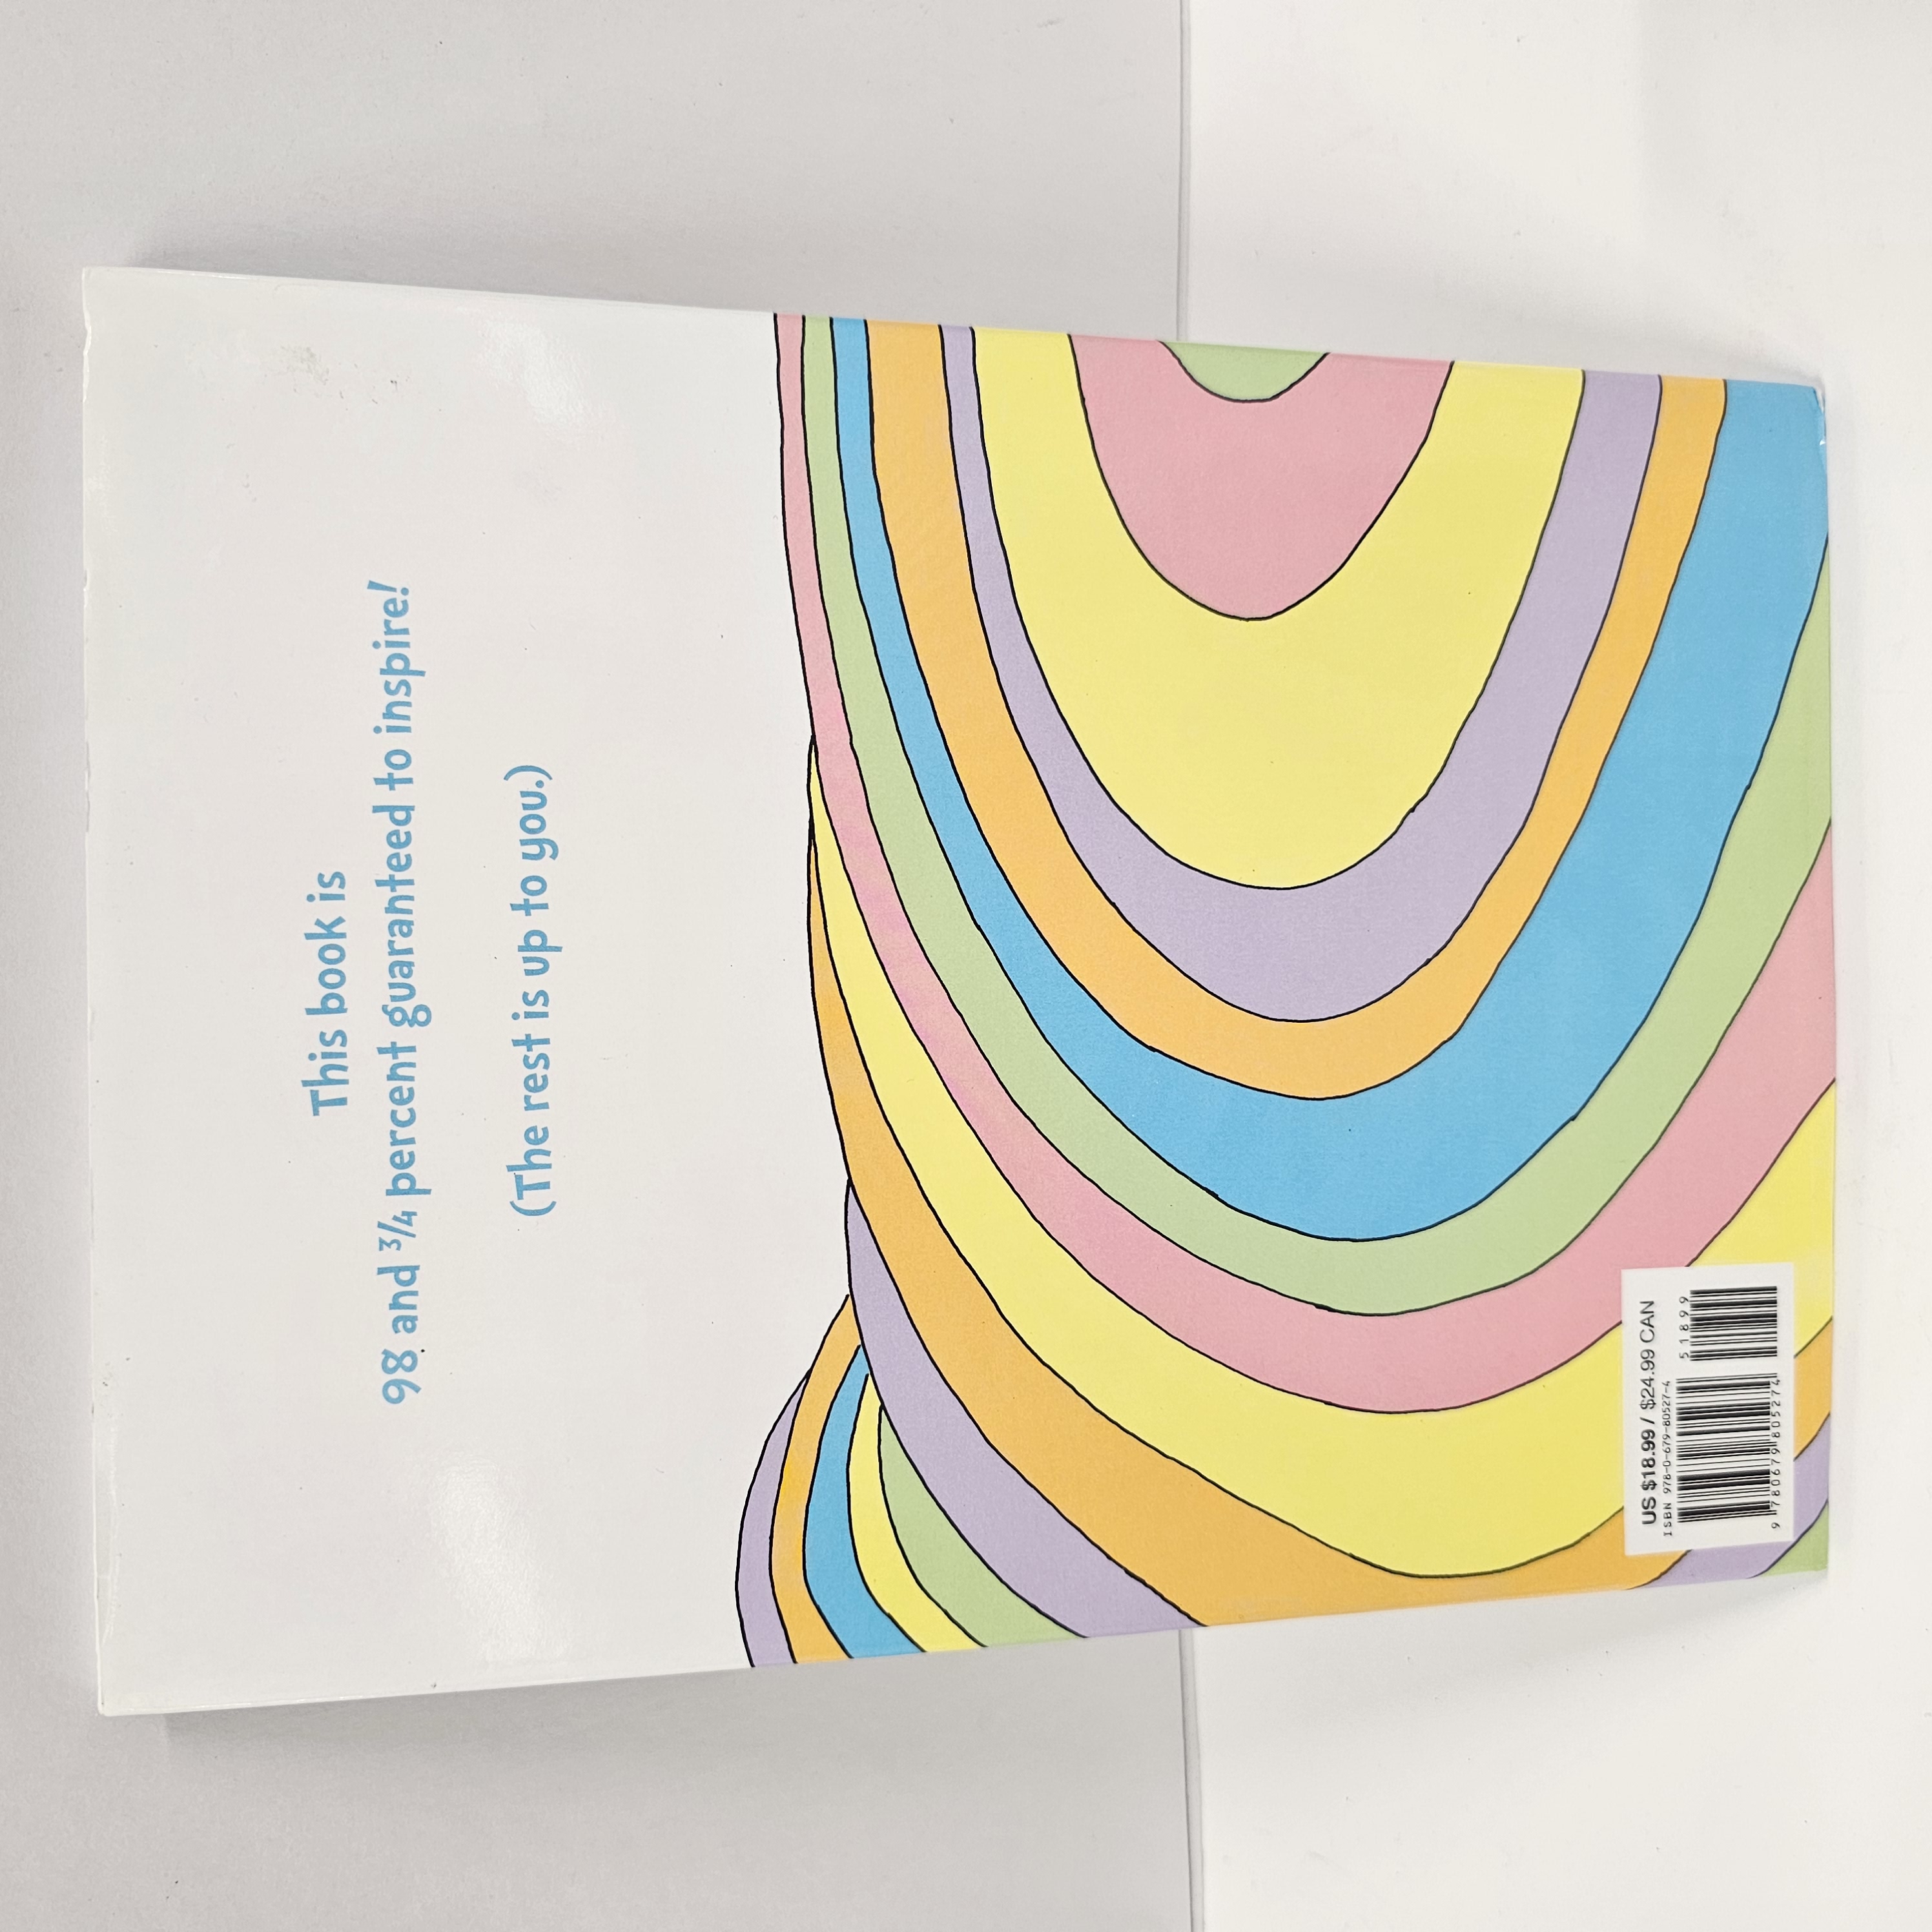 This book is
98 and ¾ percent guaranteed to inspire!
(The rest is up to you.)
US $18.99 / $24.99 CAN
ISBN 978-0-679-80527-4
51899
9 780679 805274